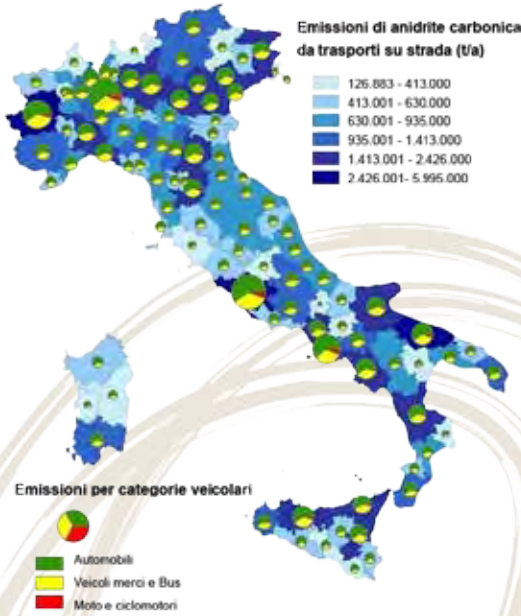 Emissioni di anidrite carbonica
da trasporti su strada (t/a)
126.883 - 413.000
413.001 - 630.000
630.001 - 935.000
935.001 - 1.413.000
1.413.001 - 2.426.000
2.426.001- 5.995.000
Emissioni per categorie veicolari
Automobili
Veicoli merci e Bus
Moto e ciclomotori